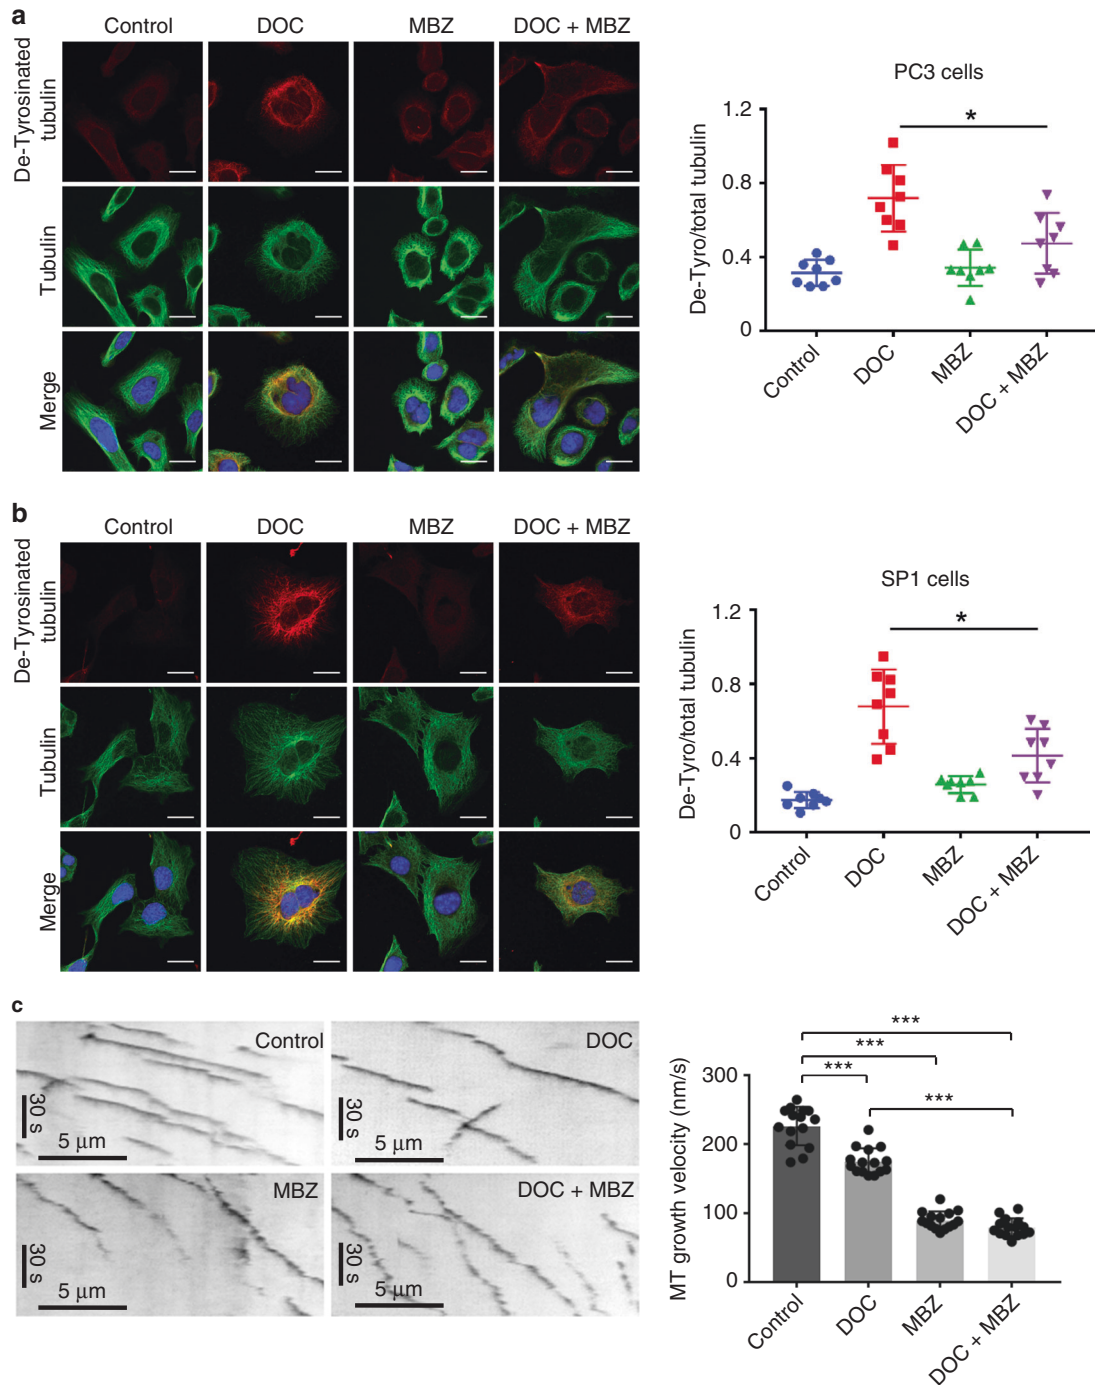 a
Control
DOC
MBZ
DOC + MBZ
De-Tyrosinated
tubulin
Tubulin
Merge
PC3 cells
*
De-Tyro/total tubulin
1.2
0.8
0.4
0
Control
DOC
MBZ
DOC + MBZ
b
Control
DOC
MBZ
DOC + MBZ
De-Tyrosinated
tubulin
Tubulin
Merge
SP1 cells
*
De-Tyro/total tubulin
1.2
0.8
0.4
0
Control
DOC
MBZ
DOC + MBZ
c
Control
30 s
5 μm
DOC
30 s
5 μm
MBZ
30 s
5 μm
DOC + MBZ
30 s
5 μm
***
***
***
***
MT growth velocity (nm/s)
300
200
100
0
Control
DOC
MBZ
DOC + MBZ